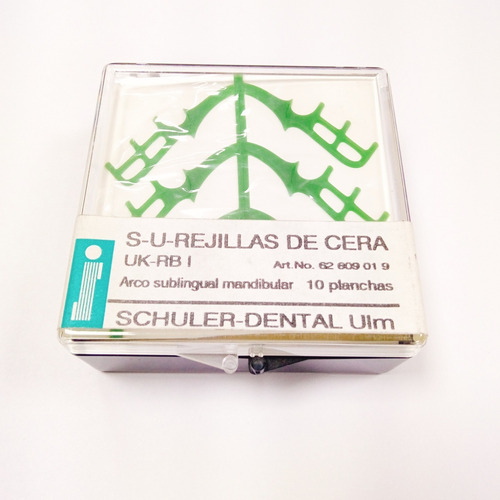 S-U-REJILLAS DE CERA
UK-RB I Art.No. 62 609 01 9
Arco sublingual mandibular 10 planchas
SCHULER-DENTAL Ulm